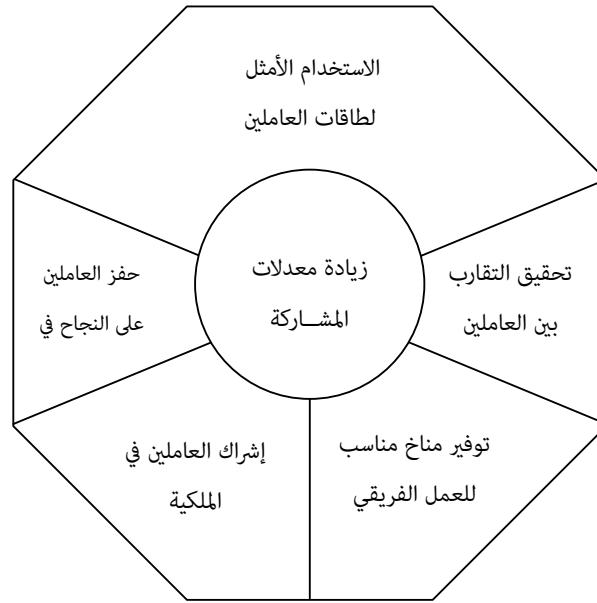 الاستخدام الأمثل
لطاقات العاملين
زيادة معدلات
المشــاركة
تحقيق التقارب
بين العاملين
حفز العاملين
على النجاح في
توفير مناخ مناسب
للعمل الفريقي
إشراك العاملين في
الملكية